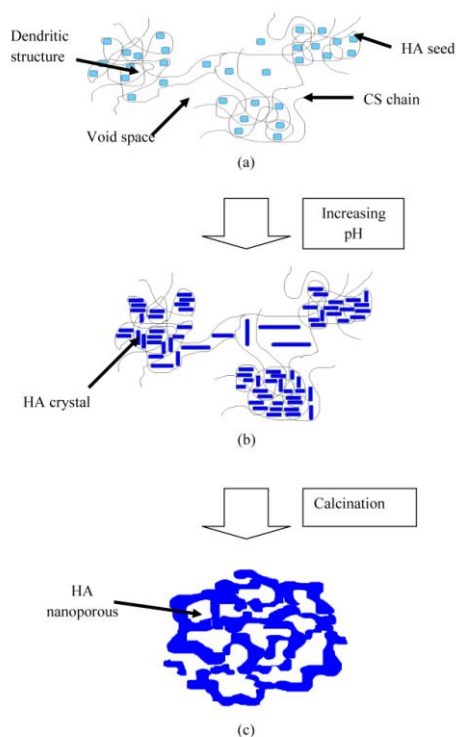 Dendritic
structure
HA seed
CS chain
Void space
(a)
Increasing
pH
HA crystal
(b)
Calcination
HA
nanoporous
(c)